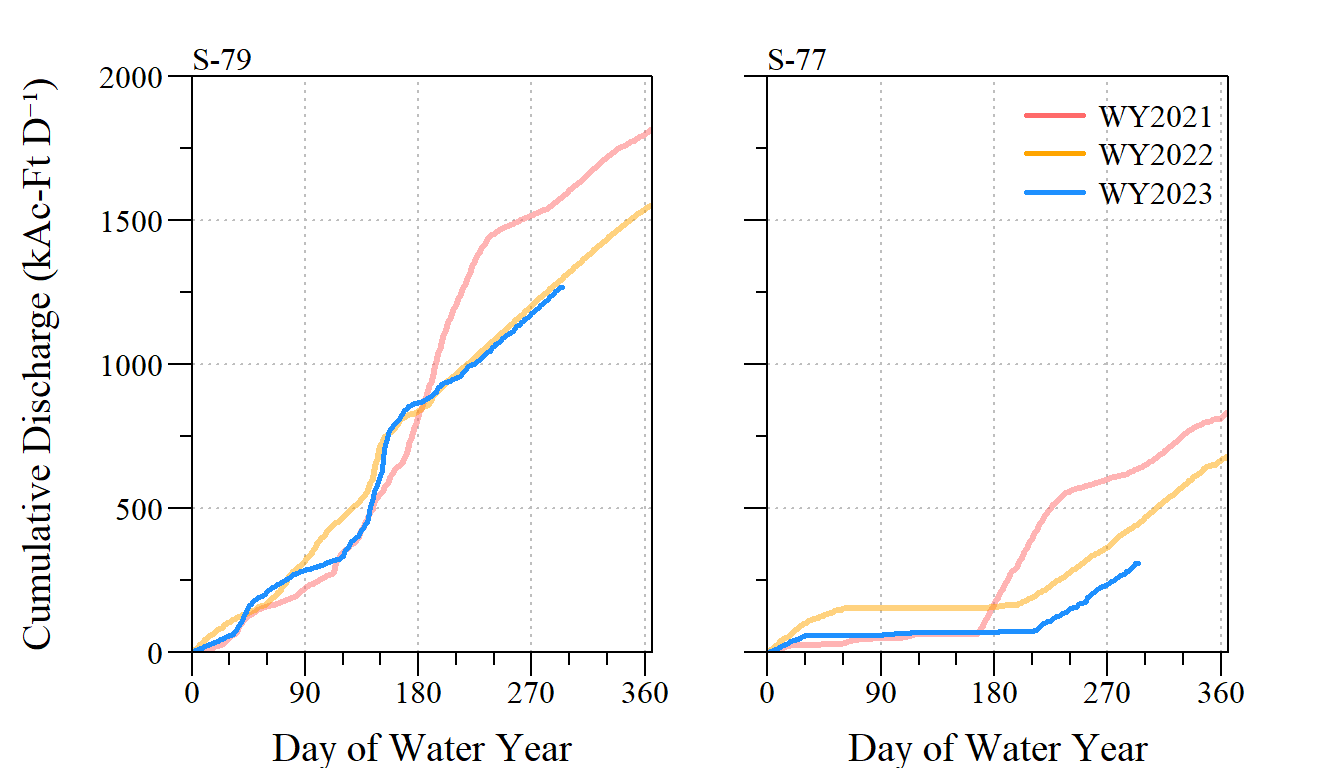 S-79
S-77
Cumulative Discharge (kAc-Ft D⁻¹)
2000
1500
1000
500
0
WY2021
WY2022
WY2023
0 90 180 270 360
0 90 180 270 360
Day of Water Year
Day of Water Year